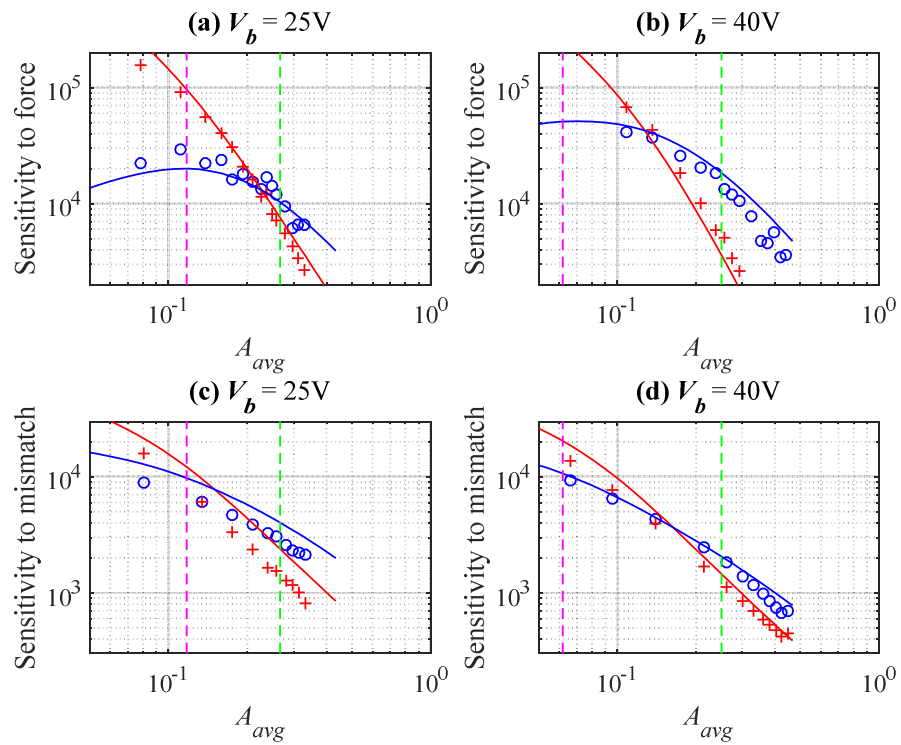 (a) V_b = 25V
(b) V_b = 40V
Sensitivity to force
10^5
10^4
10^-1
10^0
A_avg
Sensitivity to force
10^5
10^4
10^-1
10^0
A_avg
(c) V_b = 25V
(d) V_b = 40V
Sensitivity to mismatch
10^4
10^3
10^-1
10^0
A_avg
Sensitivity to mismatch
10^4
10^3
10^-1
10^0
A_avg